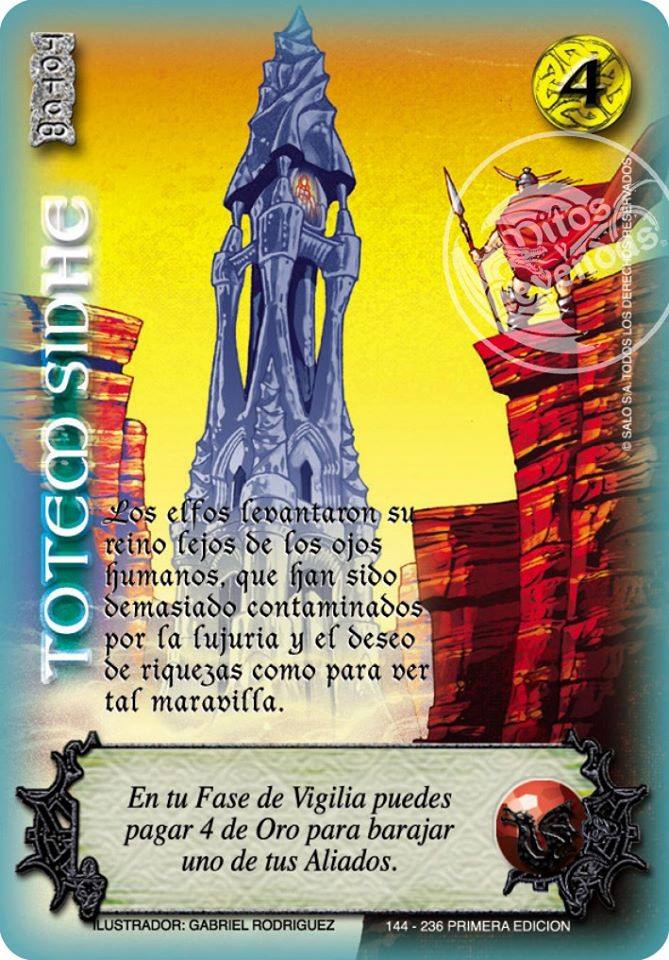 4
TOTEM SIDHE
Mitos
y
Leyendas
© SALO S.A. TODOS LOS DERECHOS RESERVADOS
Los elfos levantaron su
reino lejos de los ojos
humanos, que han sido
demasiado contaminados
por la lujuria y el deseo
de riquezas como para ver
tal maravilla.
En tu Fase de Vigilia puedes
pagar 4 de Oro para barajar
uno de tus Aliados.
ILUSTRADOR: GABRIEL RODRIGUEZ
144 - 236 PRIMERA EDICION